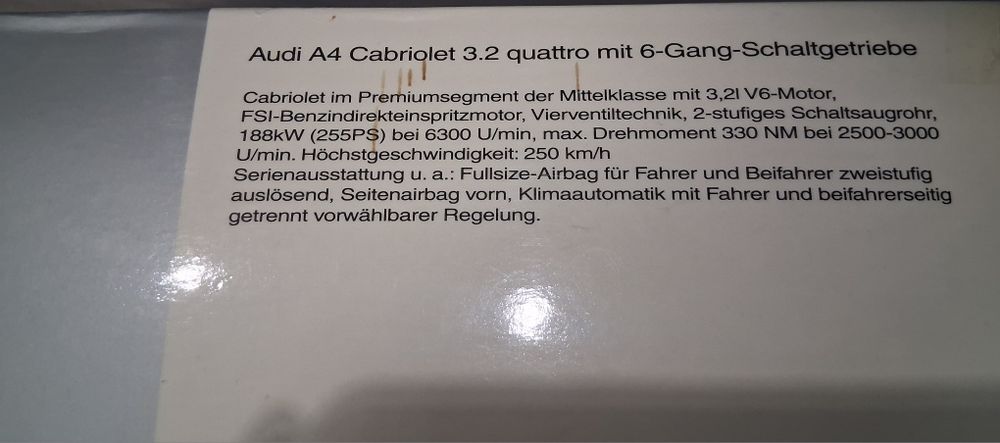 Audi A4 Cabriolet 3.2 quattro mit 6-Gang-Schaltgetriebe
Cabriolet im Premiumsegment der Mittelklasse mit 3,2l V6-Motor,
FSI-Benzindirekteinspritzmotor, Vierventiltechnik, 2-stufiges Schaltsaugrohr,
188kW (255PS) bei 6300 U/min, max. Drehmoment 330 NM bei 2500-3000
U/min. Höchstgeschwindigkeit: 250 km/h
Serienausstattung u. a.: Fullsize-Airbag für Fahrer und Beifahrer zweistufig
auslösend, Seitenairbag vorn, Klimaautomatik mit Fahrer und beifahrerseitig
getrennt vorwählbarer Regelung.